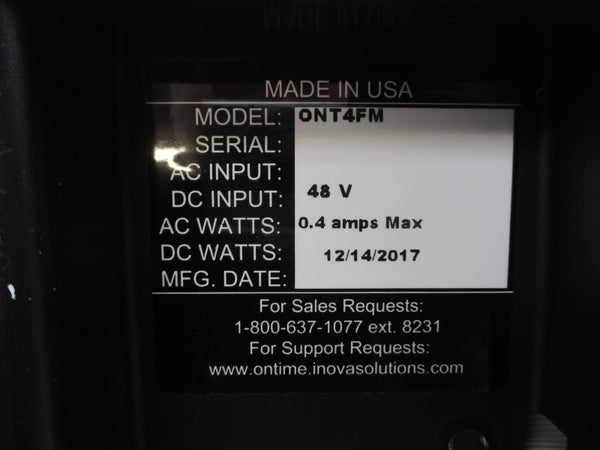 MADE IN USA
MODEL: ONT4FM
SERIAL:
AC INPUT:
DC INPUT: 48 V
AC WATTS: 0.4 amps Max
DC WATTS: 12/14/2017
MFG. DATE:
For Sales Requests:
1-800-637-1077 ext. 8231
For Support Requests:
www.ontime.inovasolutions.com